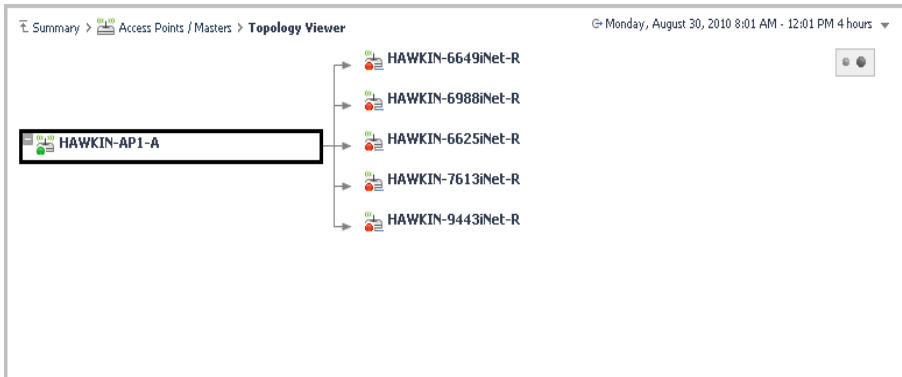 Summary > Access Points / Masters > Topology Viewer
Monday, August 30, 2010 8:01 AM - 12:01 PM 4 hours
HAWKIN-6649iNet-R
HAWKIN-6988iNet-R
HAWKIN-AP1-A
HAWKIN-6625iNet-R
HAWKIN-7613iNet-R
HAWKIN-9443iNet-R